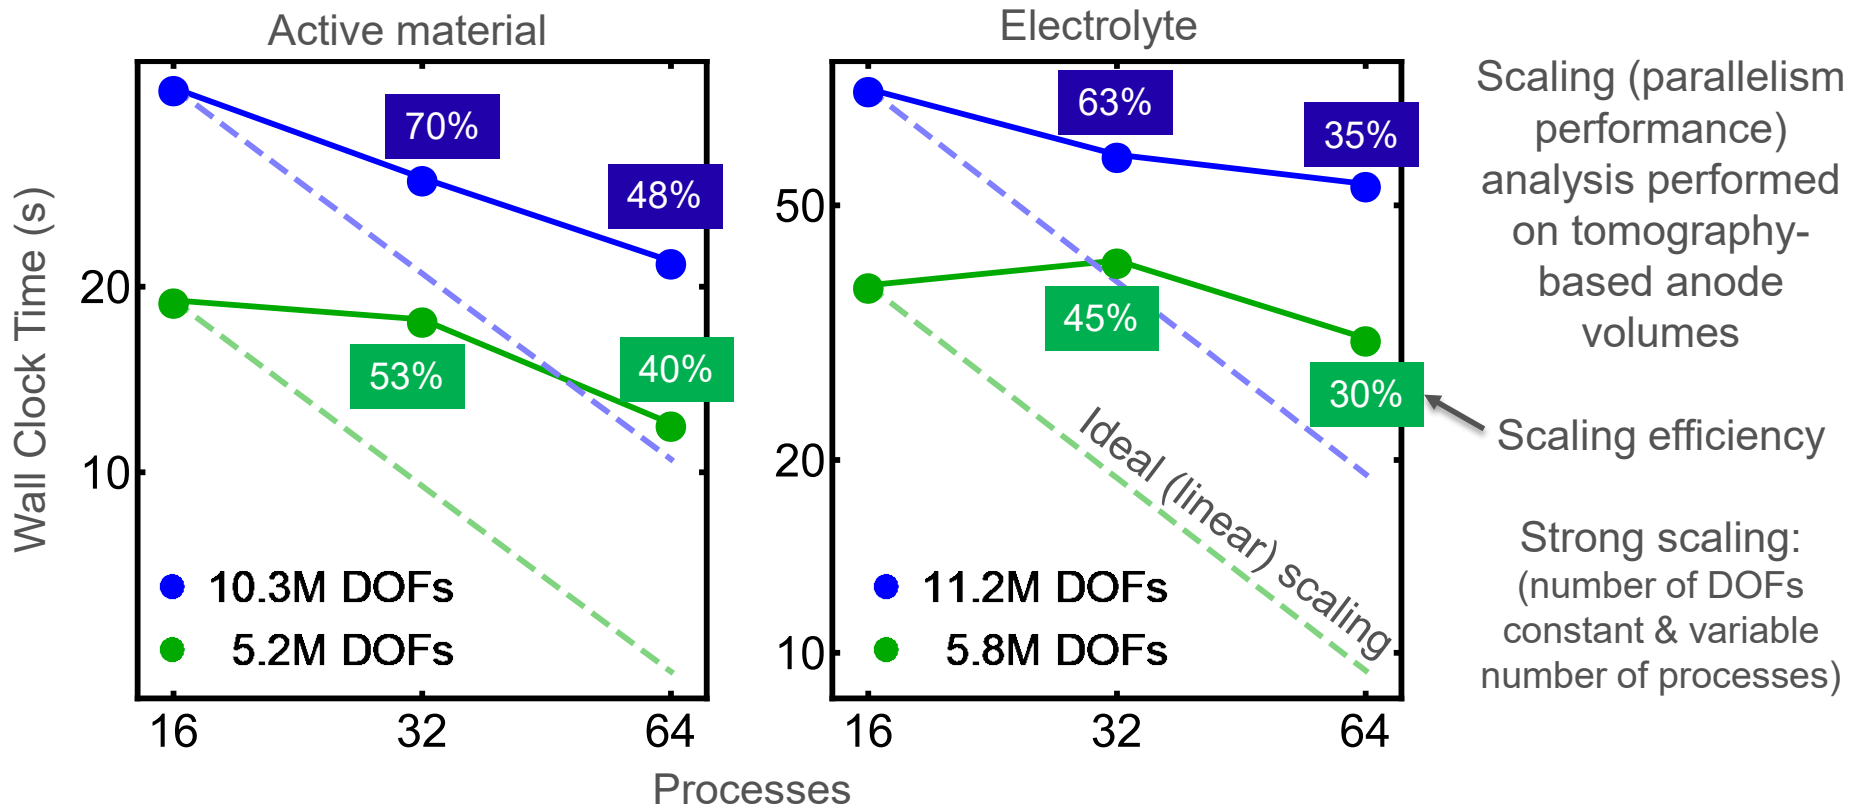 Active material
Electrolyte
Wall Clock Time (s)
20
10
70%
48%
53%
40%
10.3M DOFs
5.2M DOFs
16
32
64
50
20
10
63%
35%
45%
30%
Ideal (linear) scaling
11.2M DOFs
5.8M DOFs
16
32
64
Processes
Scaling (parallelism
performance)
analysis performed
on tomography-
based anode
volumes
Scaling efficiency
Strong scaling:
(number of DOFs
constant & variable
number of processes)